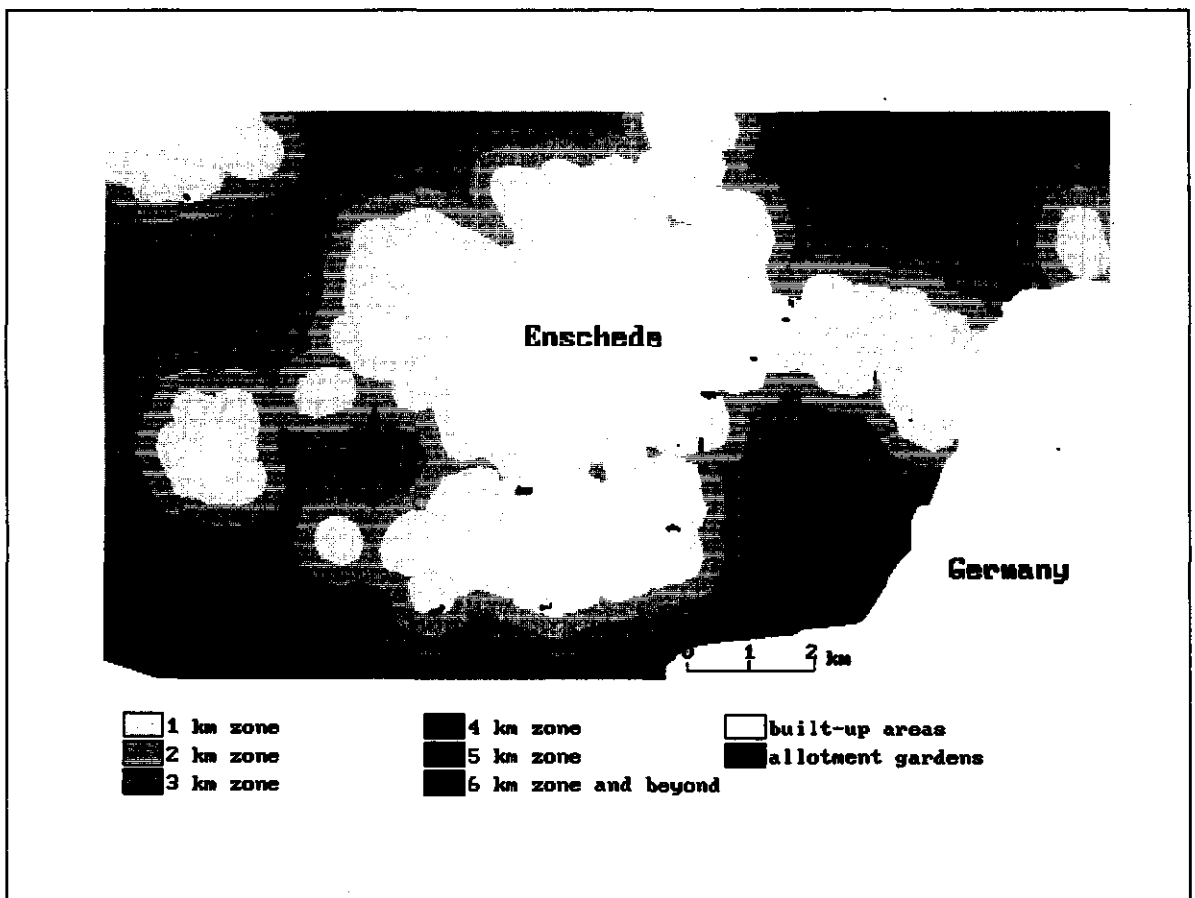 Enschede
Germany
0 1 2 km
1 km zone
2 km zone
3 km zone
4 km zone
5 km zone
6 km zone and beyond
built-up areas
allotment gardens